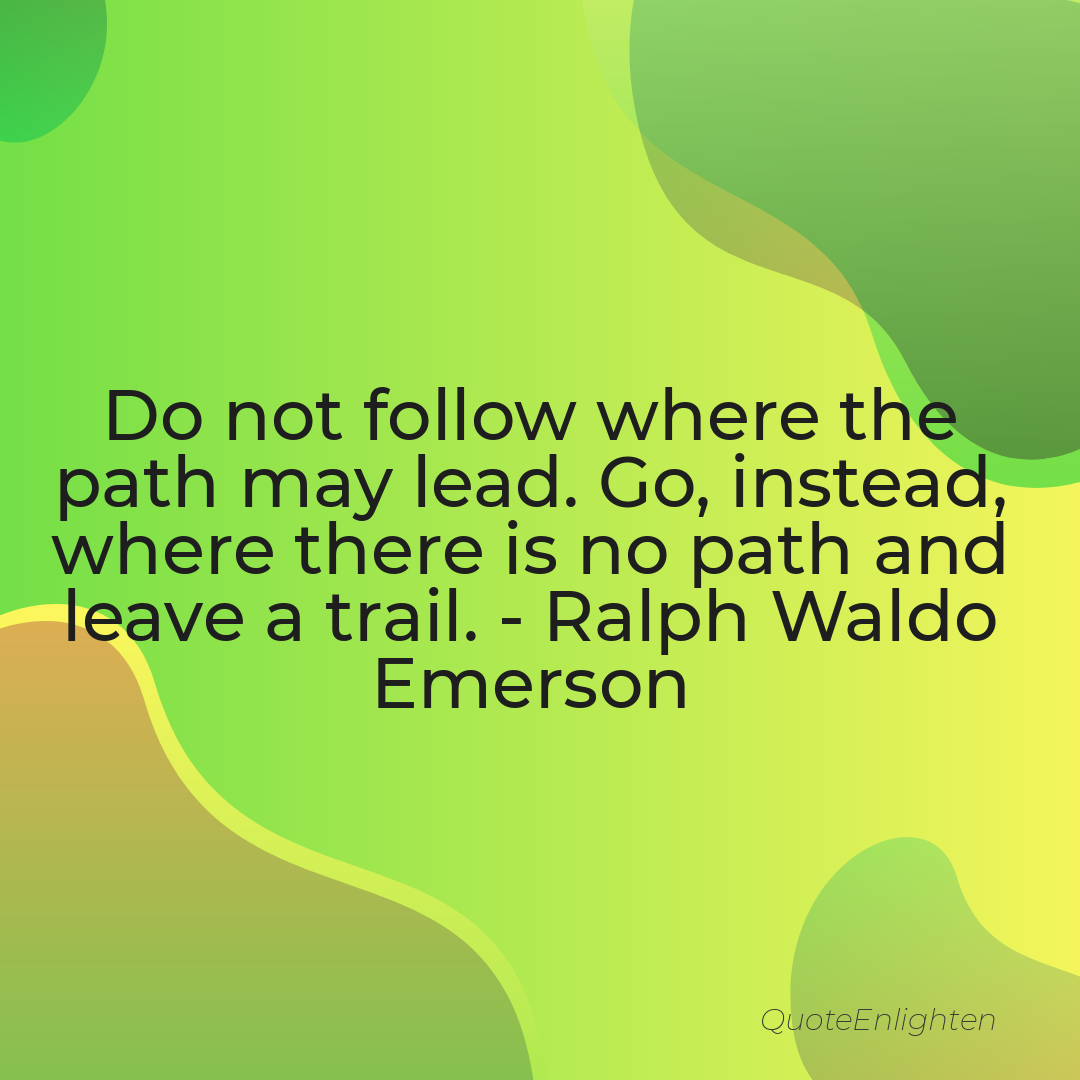 Do not follow where the
path may lead. Go, instead,
where there is no path and
leave a trail. - Ralph Waldo
Emerson
QuoteEnlighten